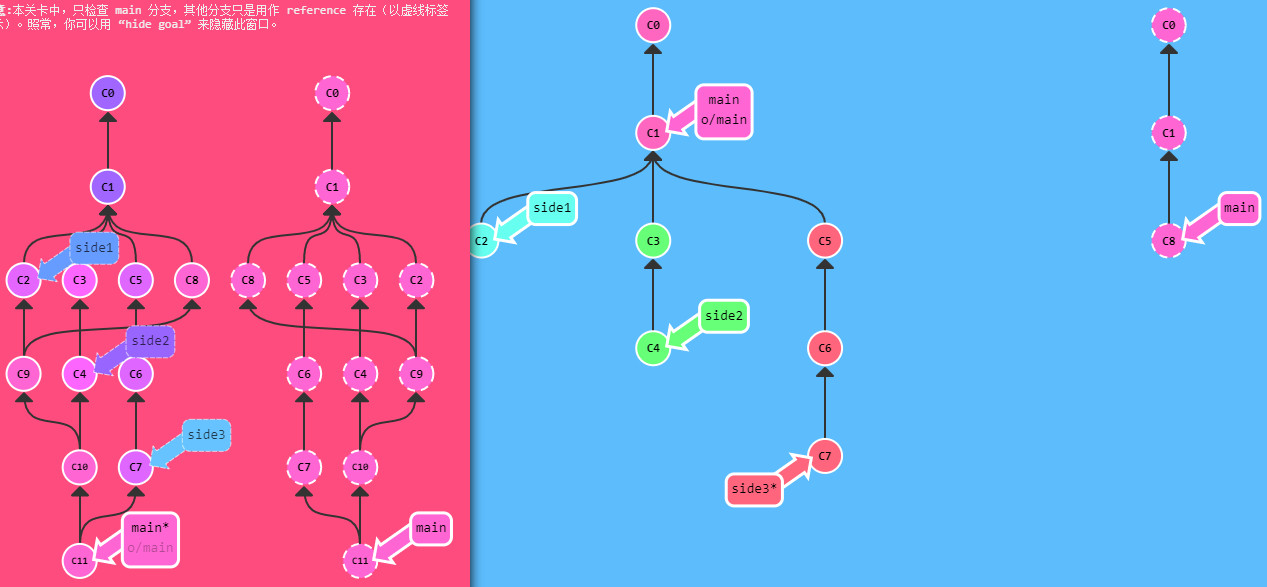 意:本关卡中，只检查 main 分支，其他分支只是用作 reference 存在（以虚线标签
）。照常，你可以用 “hide goal” 来隐藏此窗口。
C0
C0
C1
C1
side1
C2
C3
C5
C8
C8
C5
C3
C2
side2
C9
C4
C6
C6
C4
C9
side3
C10
C7
C7
C10
main*
o/main
main
C11
C11
C0
main
o/main
C1
side1
C2
C3
C5
side2
C4
C6
C7
side3*
C0
C1
main
C8